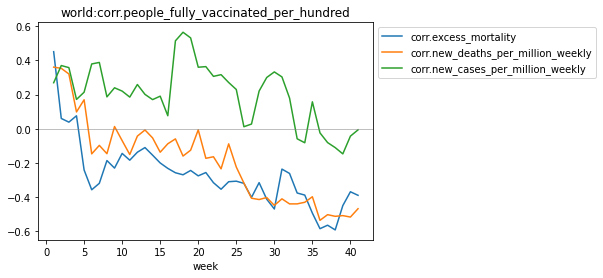 world:corr.people_fully_vaccinated_per_hundred
0.6
0.4
0.2
0.0
−0.2
−0.4
−0.6
0 5 10 15 20 25 30 35 40
week
corr.excess_mortality
corr.new_deaths_per_million_weekly
corr.new_cases_per_million_weekly